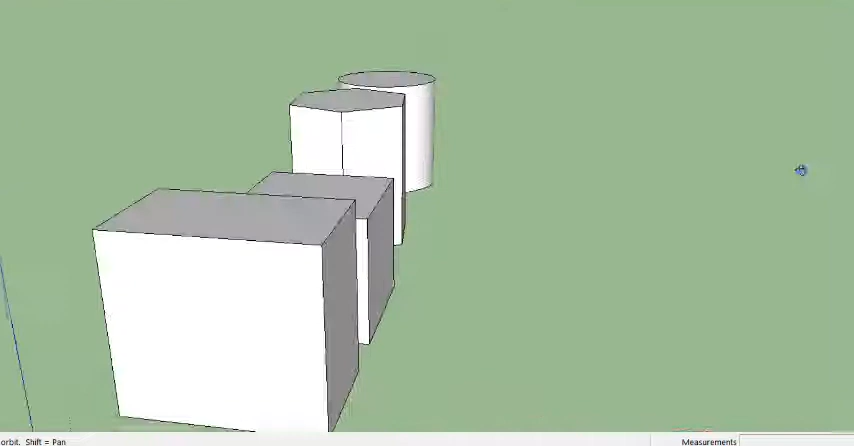 orbit. Shift = Pan
Measurements